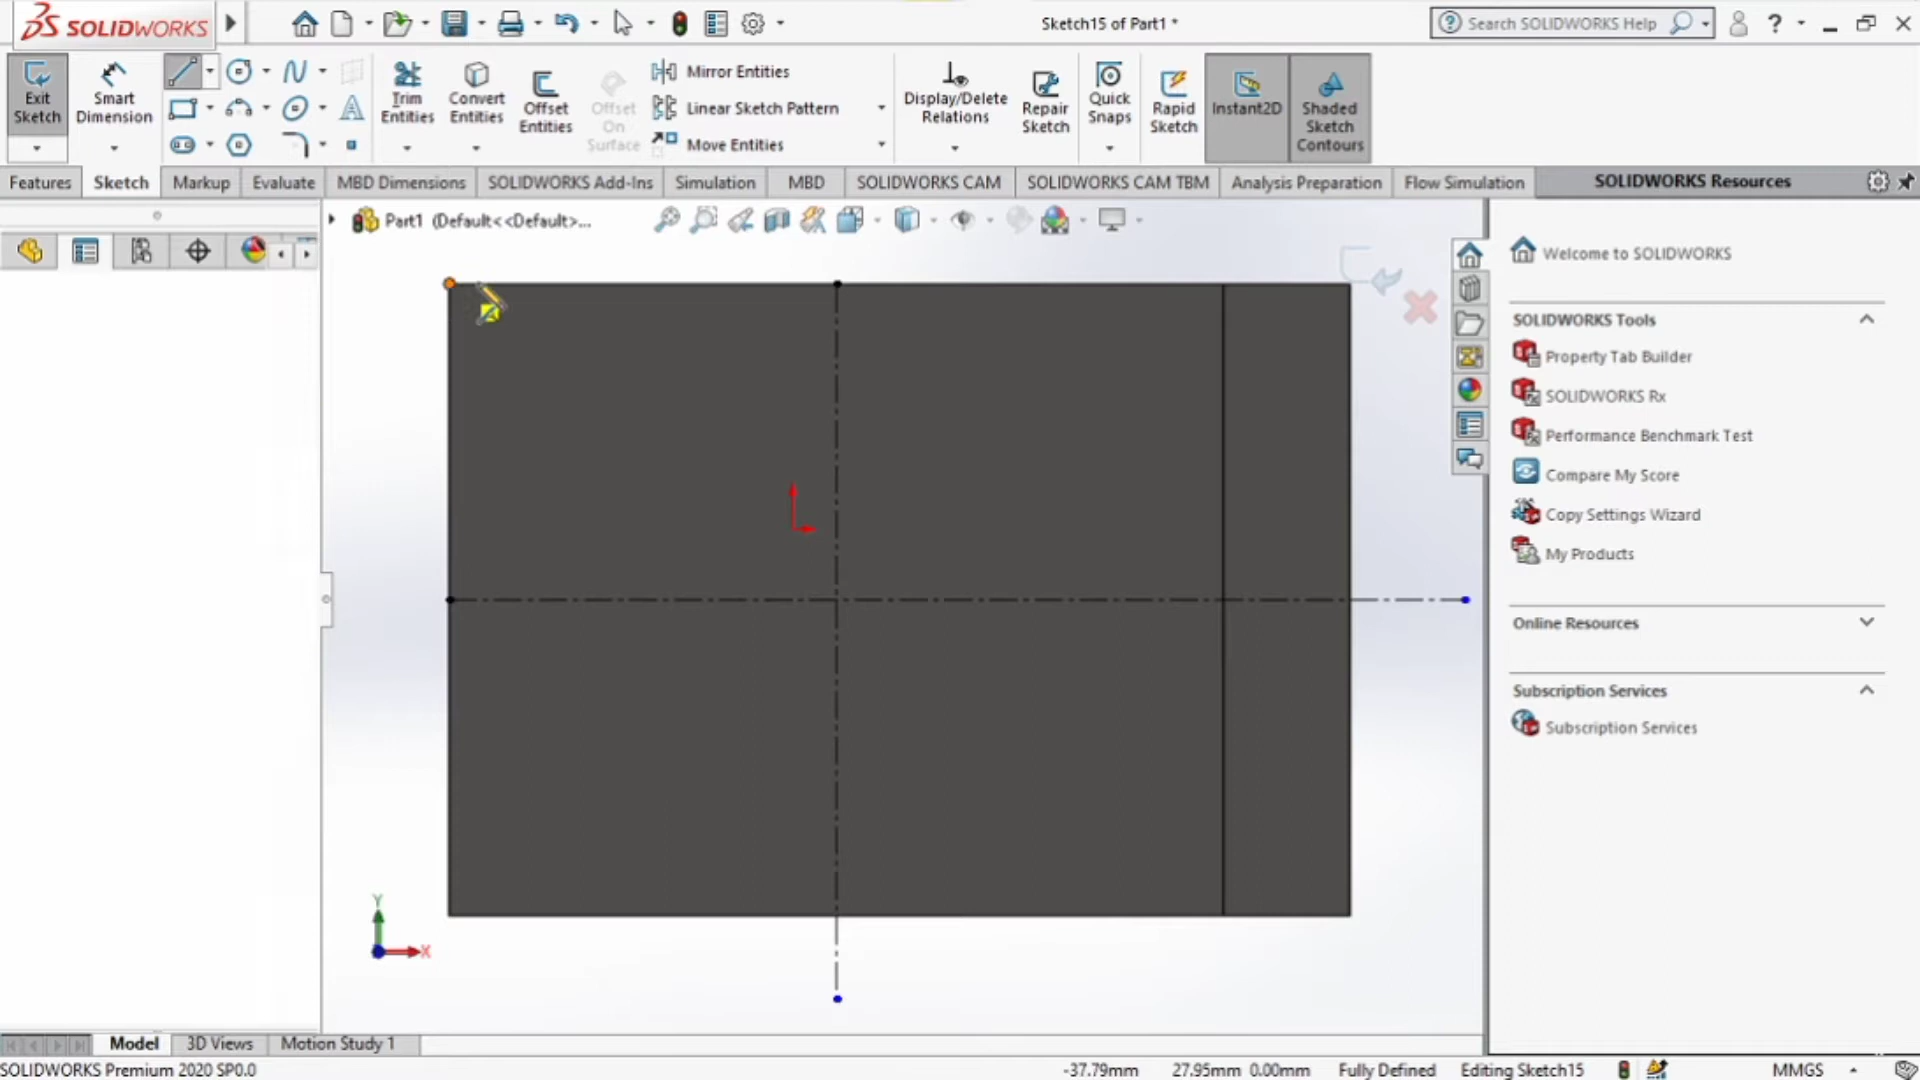 SOLIDWORKS
Sketch15 of Part1 *
Search SOLIDWORKS Help
?
Exit Sketch
Smart Dimension
Trim Entities
Convert Entities
Offset Entities
Offset On Surface
Mirror Entities
Linear Sketch Pattern
Move Entities
Display/Delete Relations
Repair Sketch
Quick Snaps
Rapid Sketch
Instant2D
Shaded Sketch Contours
Features
Sketch
Markup
Evaluate
MBD Dimensions
SOLIDWORKS Add-Ins
Simulation
MBD
SOLIDWORKS CAM
SOLIDWORKS CAM TBM
Analysis Preparation
Flow Simulation
SOLIDWORKS Resources
Part1 (Default<<Default>...
Welcome to SOLIDWORKS
SOLIDWORKS Tools
Property Tab Builder
SOLIDWORKS Rx
Performance Benchmark Test
Compare My Score
Copy Settings Wizard
My Products
Online Resources
Subscription Services
Subscription Services
Y
X
Model
3D Views
Motion Study 1
SOLIDWORKS Premium 2020 SP0.0
-37.79mm
27.95mm 0.00mm
Fully Defined
Editing Sketch15
MMGS